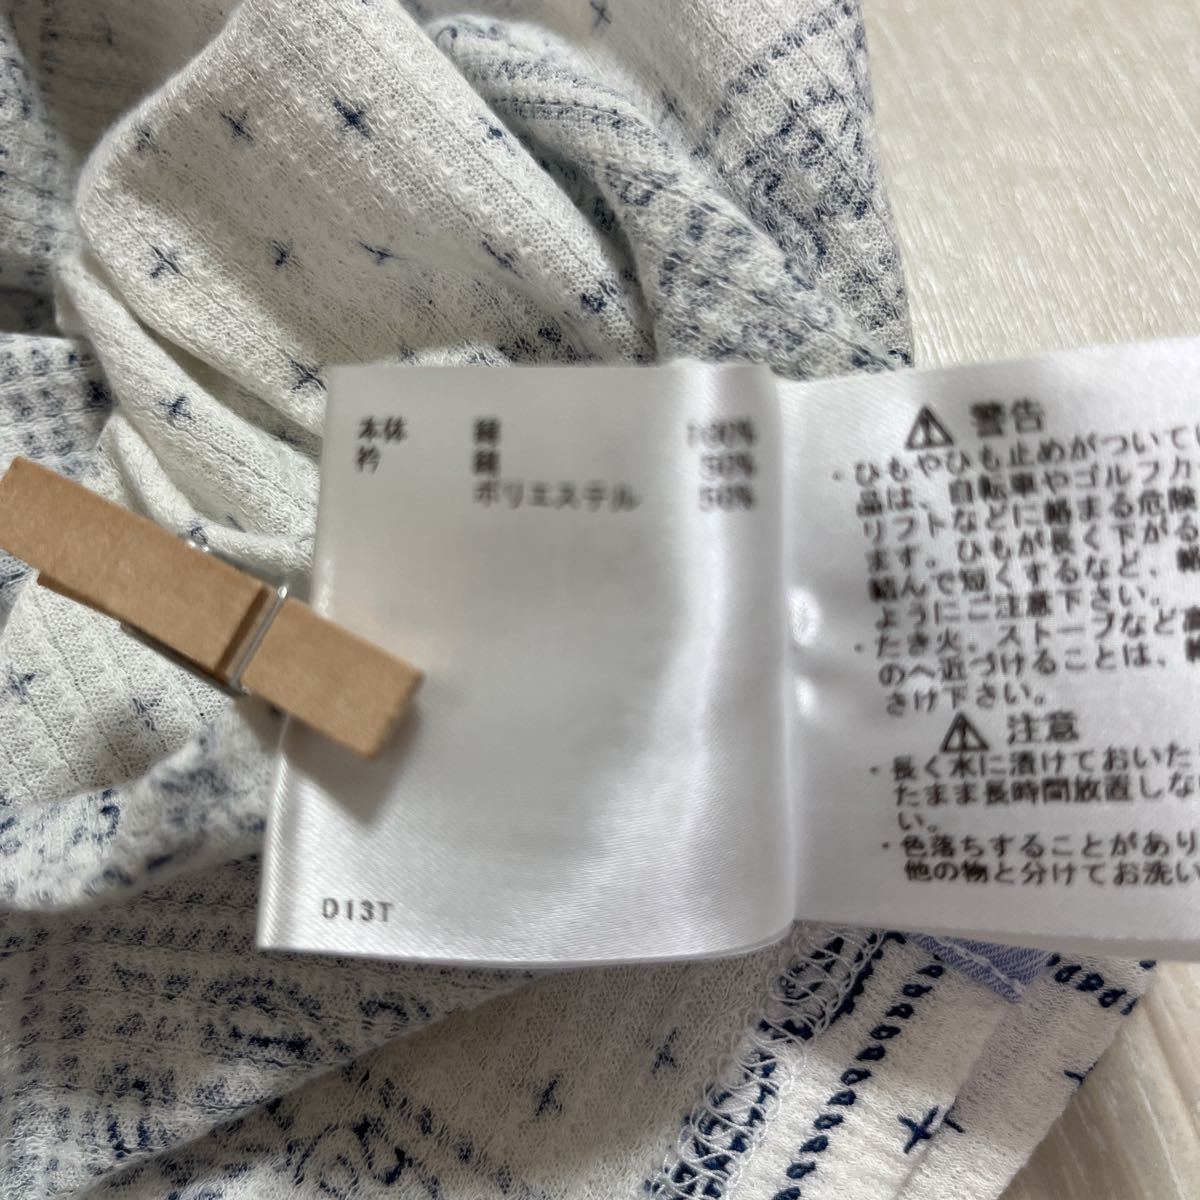 本体 綿 100%
衿 綿 50%
ポリエステル 50%
D13T
警告
・ひもやひも止めがついてい
品は、自転車やゴルフカ
リフトなどに絡まる危険
ます。ひもが長く下がる
結んで短くするなど、絡
ようにご注意下さい。
・たき火、ストーブなど高
のへ近づけることは、絶
さけ下さい。
注意
・長く水に漬けておいた
たまま長時間放置しな
い。
・色落ちすることがあり
他の物と分けてお洗い